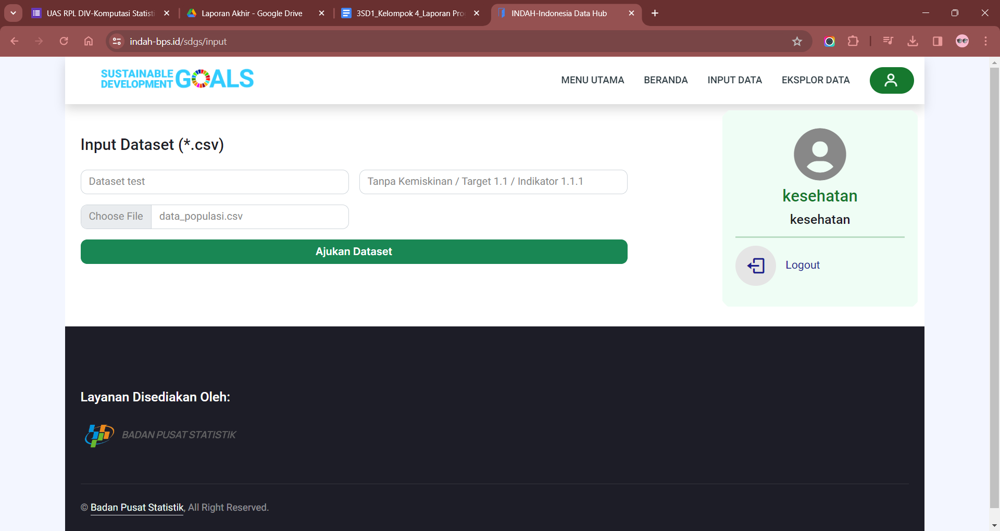 UAS RPL DIV-Komputasi Statisti
Laporan Akhir - Google Drive
3SD1_Kelompok 4_Laporan Pro
INDAH-Indonesia Data Hub
indah-bps.id/sdgs/input
SUSTAINABLE
DEVELOPMENT
GOALS
MENU UTAMA
BERANDA
INPUT DATA
EKSPLOR DATA
Input Dataset (*.csv)
Dataset test
Tanpa Kemiskinan / Target 1.1 / Indikator 1.1.1
Choose File
data_populasi.csv
Ajukan Dataset
kesehatan
kesehatan
Logout
Layanan Disediakan Oleh:
BADAN PUSAT STATISTIK
© Badan Pusat Statistik, All Right Reserved.